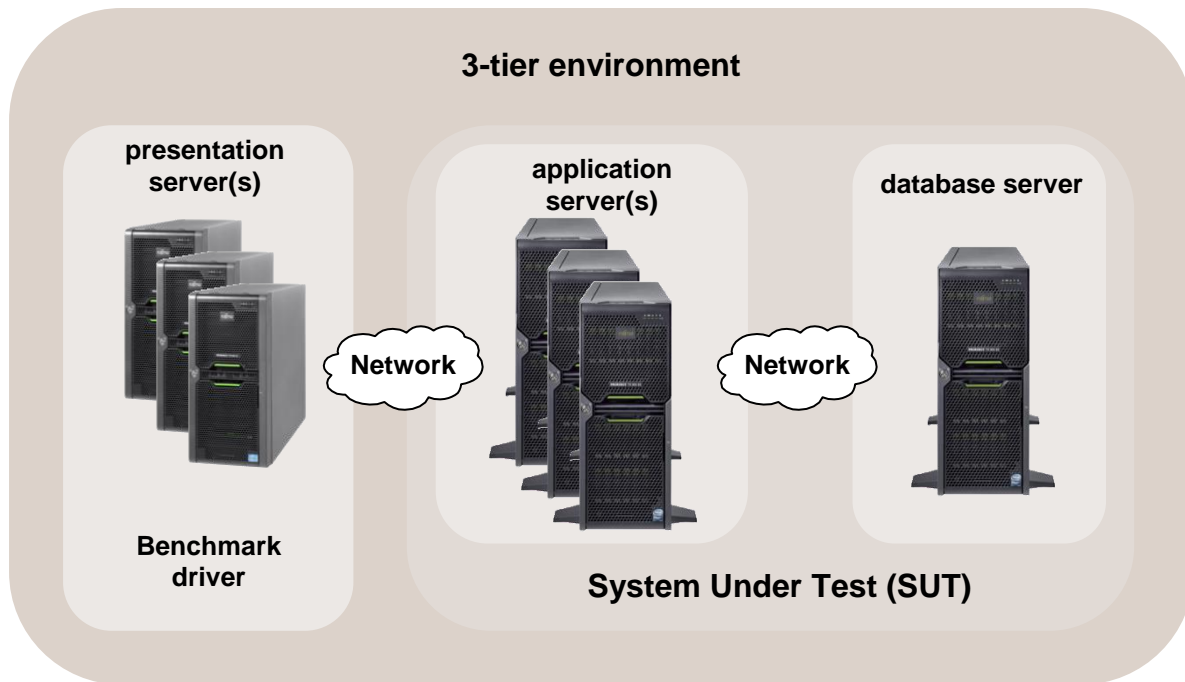 3-tier environment
presentation
server(s)
application
server(s)
database server
Network
Network
Benchmark
driver
System Under Test (SUT)